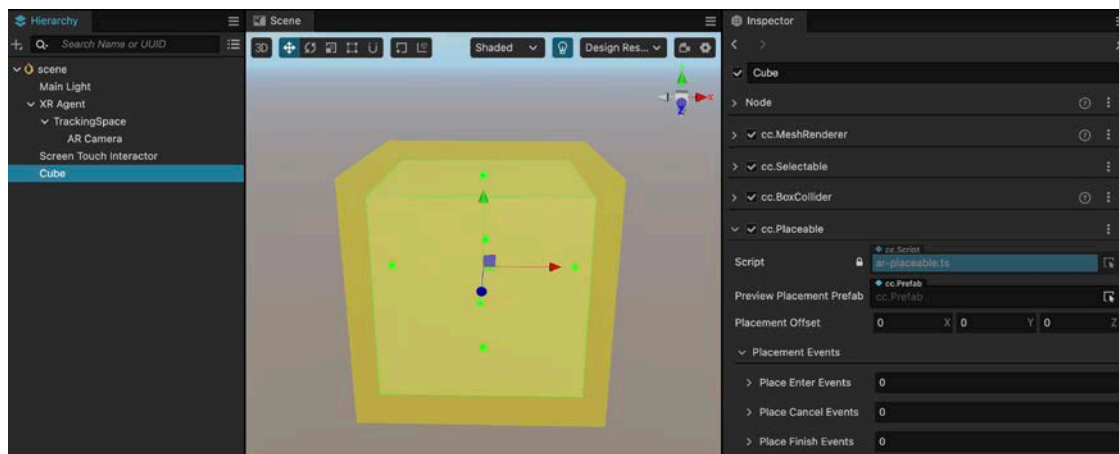 Hierarchy
Search Name or UUID
scene
Main Light
XR Agent
TrackingSpace
AR Camera
Screen Touch Interactor
Cube
Scene
3D
Shaded
Design Res...
X
Z
Inspector
Cube
Node
cc.MeshRenderer
cc.Selectable
cc.BoxCollider
cc.Placeable
cc.Script
Script ar-placeable.ts
cc.Prefab
Preview Placement Prefab cc.Prefab
Placement Offset 0 X 0 Y 0 Z
Placement Events
Place Enter Events 0
Place Cancel Events 0
Place Finish Events 0